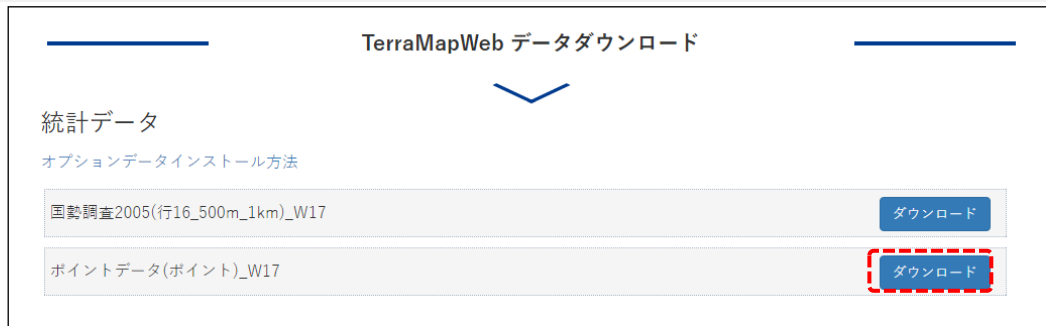 TerraMapWeb データダウンロード
統計データ
オプションデータインストール方法
国勢調査2005(行16_500m_1km)_W17
ダウンロード
ポイントデータ(ポイント)_W17
ダウンロード